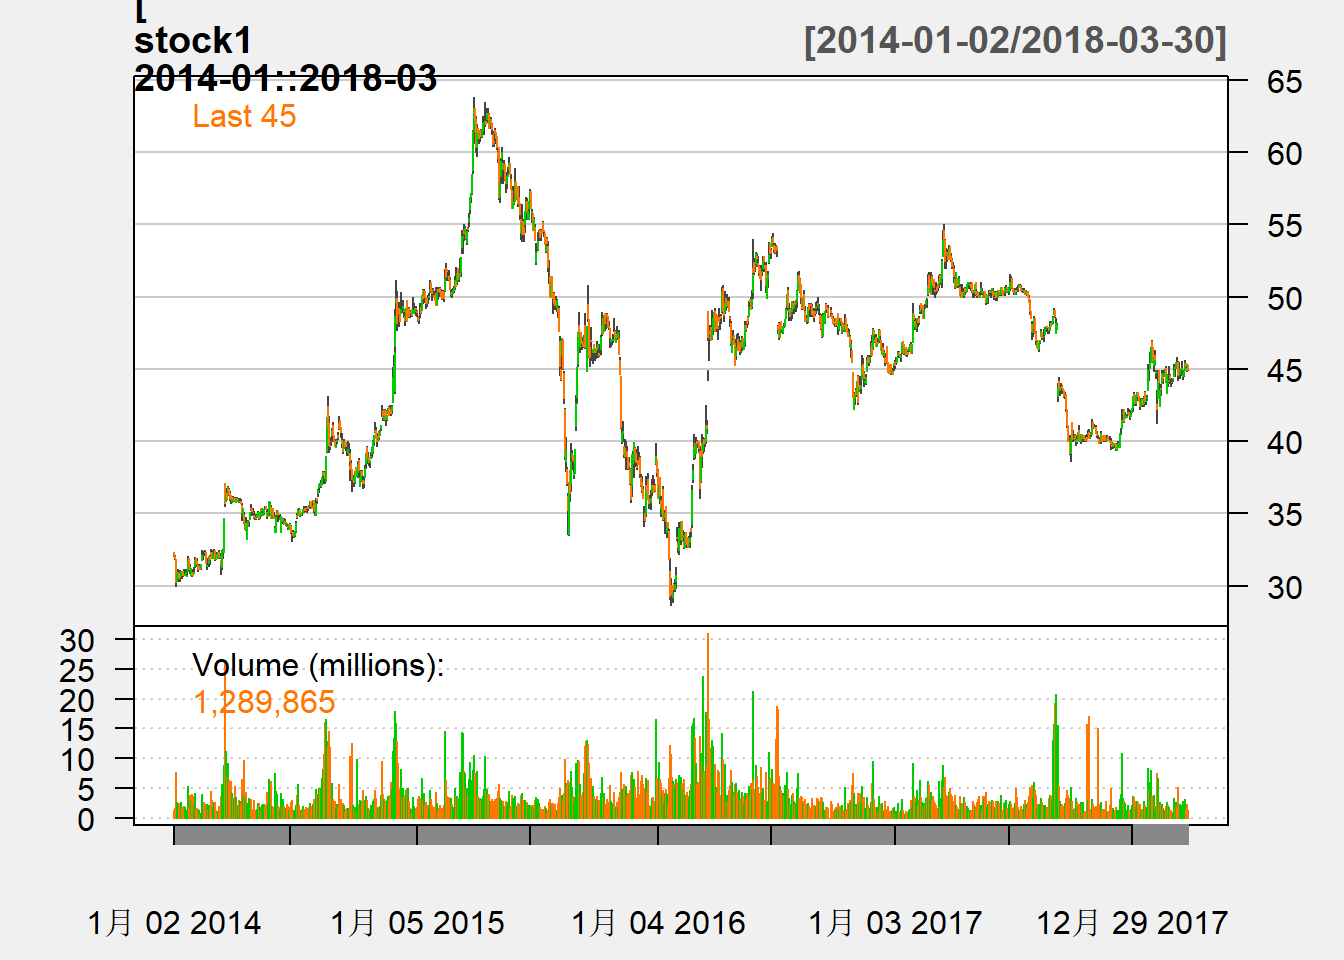 [
stock1
[2014-01-02/2018-03-30]
2014-01::2018-03
Last 45
65
60
55
50
45
40
35
30
Volume (millions):
1,289,865
30
25
20
15
10
5
0
1月 02 2014
1月 05 2015
1月 04 2016
1月 03 2017
12月 29 2017